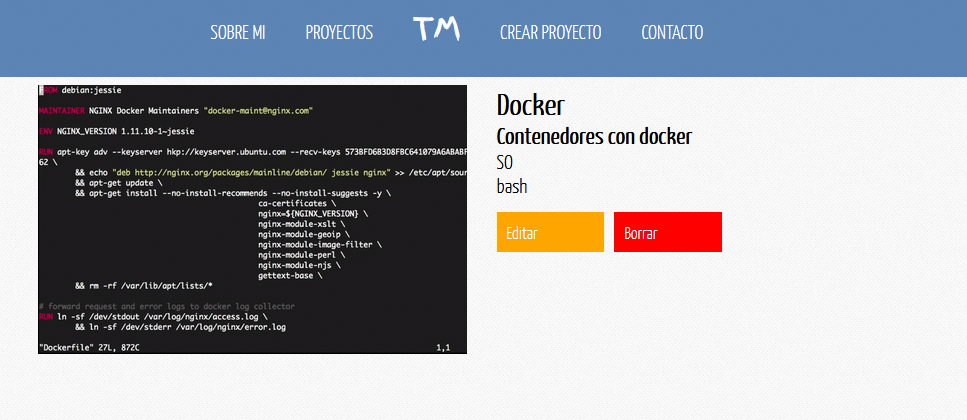 SOBRE MI PROYECTOS TM CREAR PROYECTO CONTACTO
FROM debian:jessie
MAINTAINER NGINX Docker Maintainers "docker-maint@nginx.com"
ENV NGINX_VERSION 1.11.10-1~jessie
RUN apt-key adv --keyserver hkp://keyserver.ubuntu.com --recv-keys 573BFD6B3D8FBC641079A6ABABF
62 \
&& echo "deb http://nginx.org/packages/mainline/debian/ jessie nginx" >> /etc/apt/sour
&& apt-get update \
&& apt-get install --no-install-recommends --no-install-suggests -y \
ca-certificates \
nginx=${NGINX_VERSION} \
nginx-module-xslt \
nginx-module-geoip \
nginx-module-image-filter \
nginx-module-perl \
nginx-module-njs \
gettext-base \
&& rm -rf /var/lib/apt/lists/*
# forward request and error logs to docker log collector
RUN ln -sf /dev/stdout /var/log/nginx/access.log \
&& ln -sf /dev/stderr /var/log/nginx/error.log
"Dockerfile" 27L, 872C 1,1
Docker
Contenedores con docker
SO
bash
Editar Borrar